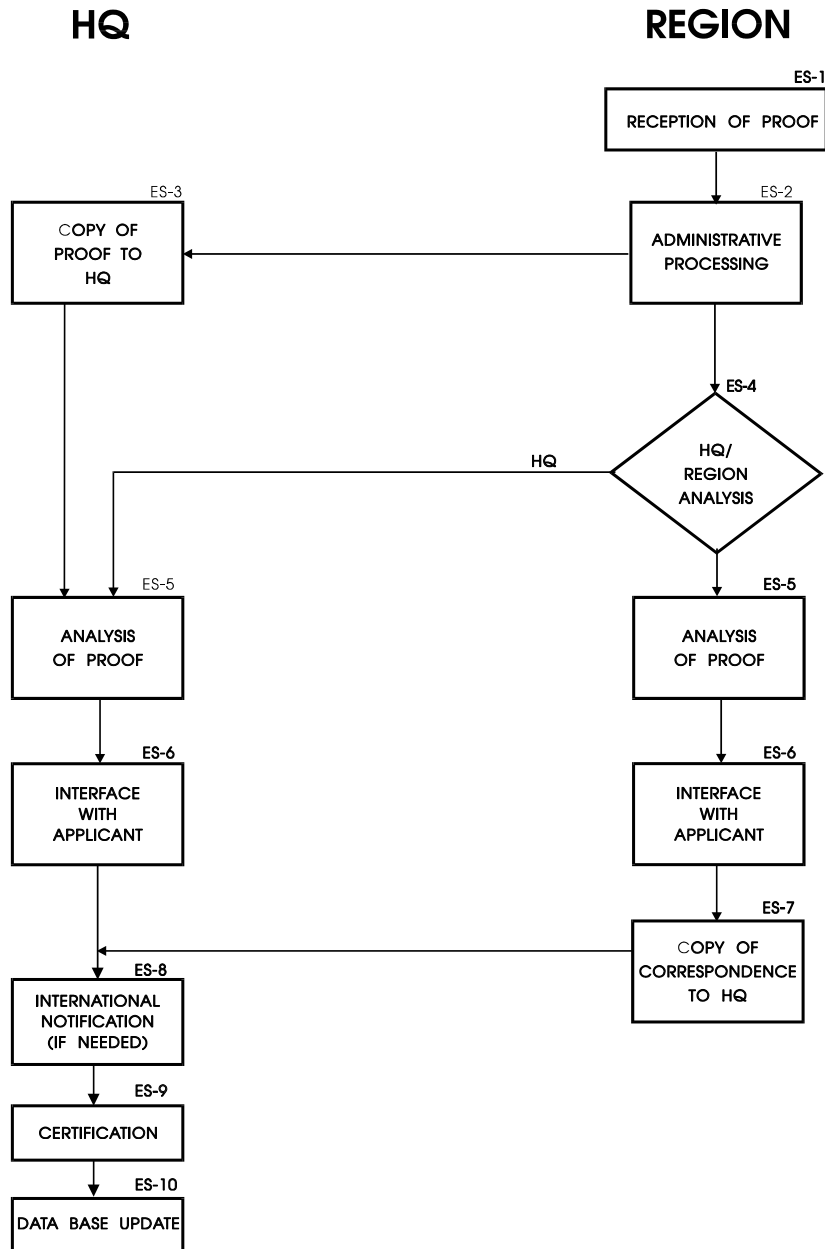 HQ
REGION
ES-1
RECEPTION OF PROOF
ES-3
COPY OF
PROOF TO
HQ
ES-2
ADMINISTRATIVE
PROCESSING
ES-4
HQ/
REGION
ANALYSIS
HQ
ES-5
ANALYSIS
OF PROOF
ES-5
ANALYSIS
OF PROOF
ES-6
INTERFACE
WITH
APPLICANT
ES-6
INTERFACE
WITH
APPLICANT
ES-7
COPY OF
CORRESPONDENCE
TO HQ
ES-8
INTERNATIONAL
NOTIFICATION
(IF NEEDED)
ES-9
CERTIFICATION
ES-10
DATA BASE UPDATE